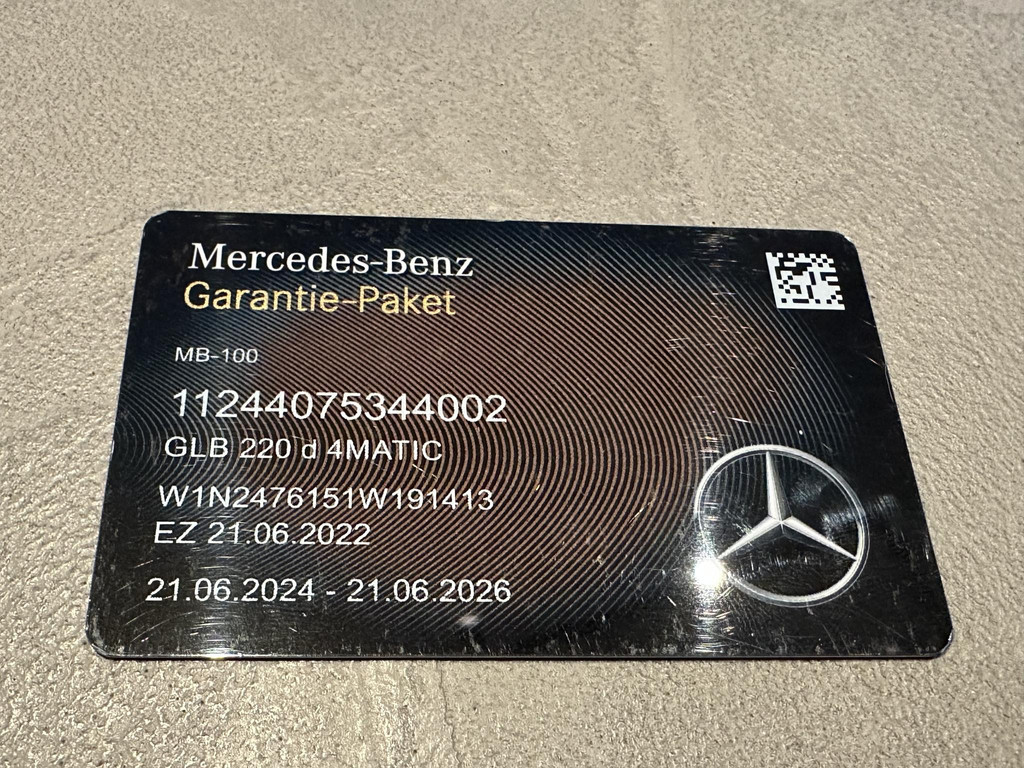 Mercedes-Benz
Garantie-Paket
MB-100
11244075344002
GLB 220 d 4MATIC
W1N2476151W191413
EZ 21.06.2022
21.06.2024 - 21.06.2026